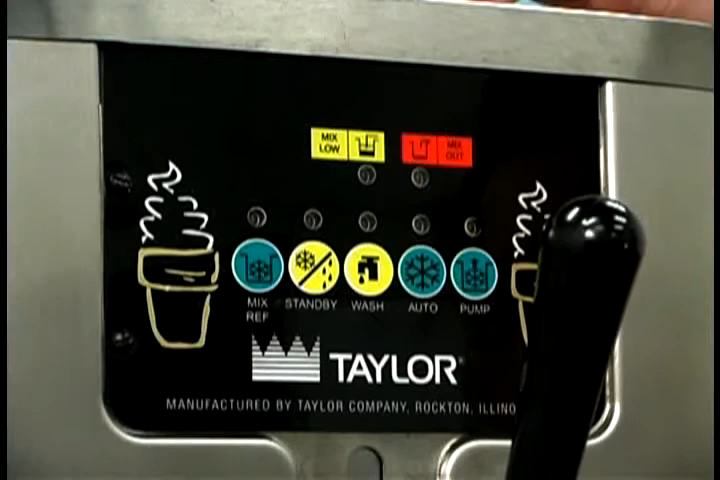 MIX LOW
MIX OUT
MIX REF STANDBY WASH AUTO PUMP
TAYLOR
MANUFACTURED BY TAYLOR COMPANY, ROCKTON, ILLINO